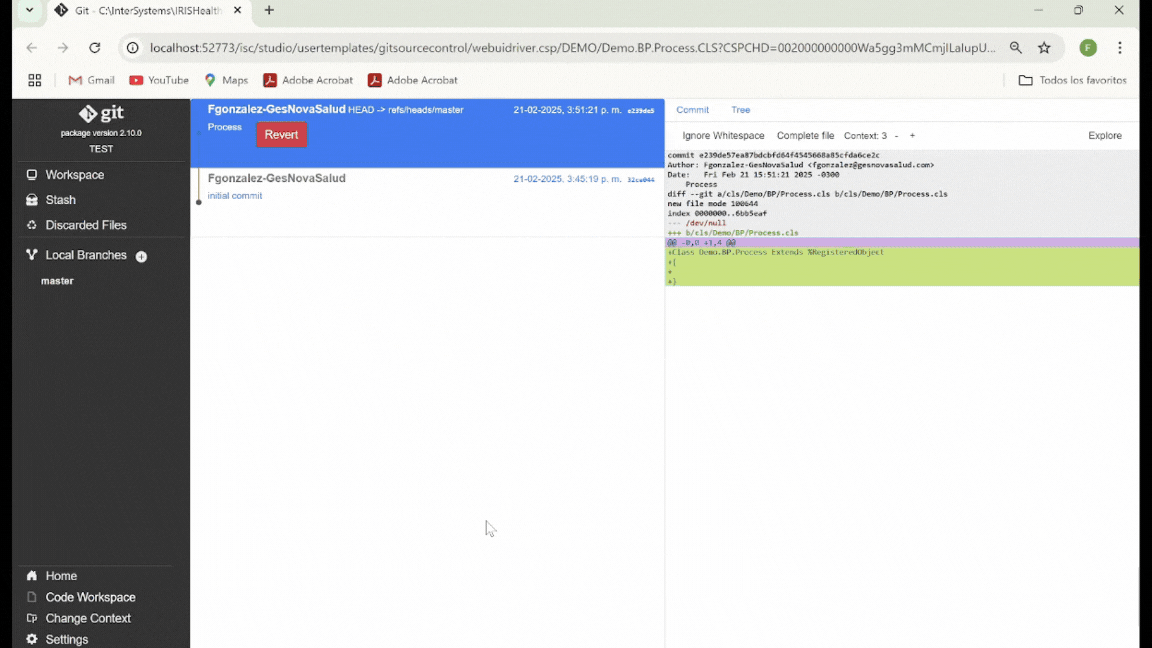 Git - C:\InterSystems\IRISHealth
localhost:52773/isc/studio/usertemplates/gitsourcecontrol/webuidriver.csp/DEMO/Demo.BP.Process.CLS?CSPCHD=002000000000Wa5gg3mMCmjlLalupU...
F
Gmail
YouTube
Maps
Adobe Acrobat
Adobe Acrobat
Todos los favoritos
git
package version 2.10.0
TEST
Workspace
Stash
Discarded Files
Local Branches
master
Home
Code Workspace
Change Context
Settings
Fgonzalez-GesNovaSalud HEAD -> refs/heads/master 21-02-2025, 3:51:21 p. m. e239de5
Process
Revert
Fgonzalez-GesNovaSalud 21-02-2025, 3:45:19 p. m. 32ca044
initial commit
Commit Tree
Ignore Whitespace Complete file Context: 3 - + Explore
Author: Fgonzalez-GesNovaSalud <fgonzalez@gesnovasalud.com>
Date: Fri Feb 21 15:51:21 2025 -0300
Process
diff --git a/cls/Demo/BP/Process.cls b/cls/Demo/BP/Process.cls
new file mode 100644
index 0000000..6bb5eaf
--- /dev/null
+++ b/cls/Demo/BP/Process.cls
@@ -0,0 +1,4 @@
+Class Demo.BP.Process Extends %RegisteredObject
+{
+
+}